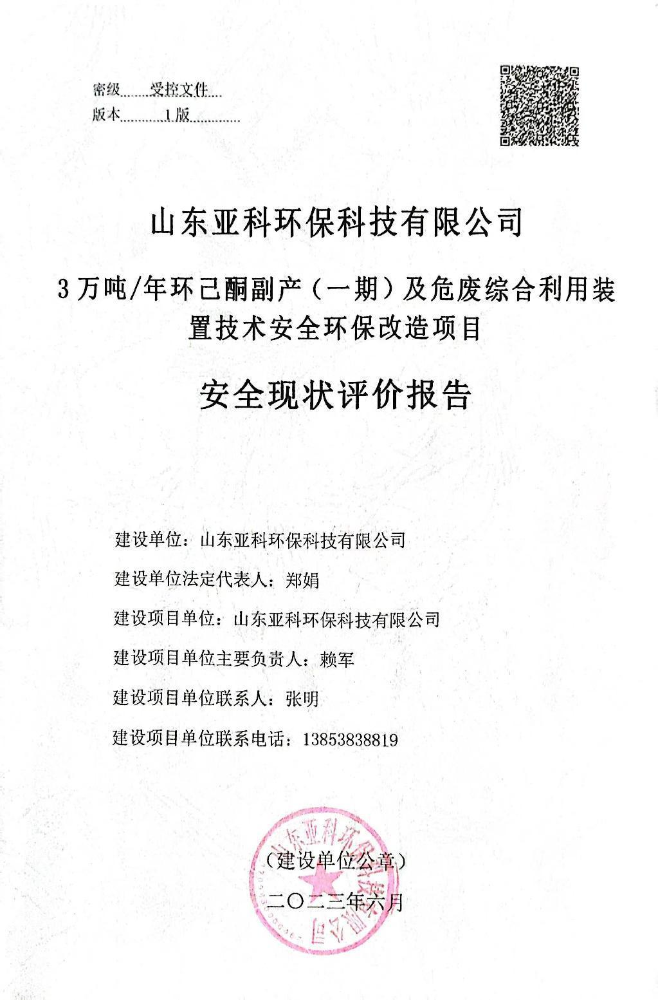 密级......受控文件...
版本............1版..............
山东亚科环保科技有限公司
3万吨/年环己酮副产（一期）及危废综合利用装
置技术安全环保改造项目
安全现状评价报告
建设单位：山东亚科环保科技有限公司
建设单位法定代表人：郑娟
建设项目单位：山东亚科环保科技有限公司
建设项目单位主要负责人：赖军
建设项目单位联系人：张明
建设项目单位联系电话：13853838819
山东亚科环保科技有限公司
（建设单位公章）
二〇二三年六月